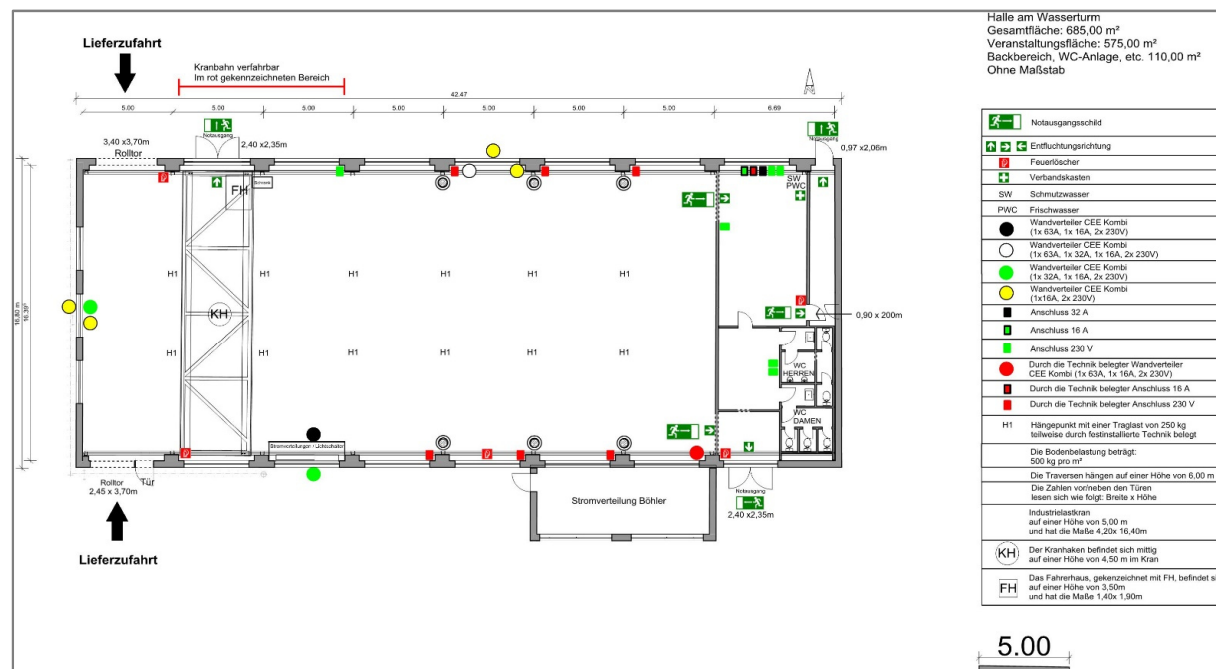 Halle am Wasserturm
Gesamtfläche: 685,00 m²
Veranstaltungsfläche: 575,00 m²
Backbereich, WC-Anlage, etc. 110,00 m²
Ohne Maßstab
Lieferzufahrt
Kranbahn verfahrbar
Im rot gekennzeichneten Bereich
42.47
5.00 5.00 5.00 5.00 5.00 5.00 5.00 6.69
3,40 x3,70m
Rolltor
Notausgang
2,40 x2,35m
Notausgang
0,97 x2,06m
FH
Schrank
SW
PWC
H1 H1 H1 H1 H1 H1
16,80 m
16.39⁵
KH
0,90 x 200m
H1 H1 H1 H1 H1 H1
WC
HERREN
WC
DAMEN
Stromverteilungen / Lichtschalter
Tür
Rolltor
2,45 x 3,70m
Stromverteilung Böhler
Notausgang
2,40 x2,35m
Lieferzufahrt
Notausgangsschild
Entfluchtungsrichtung
Feuerlöscher
Verbandskasten
SW Schmutzwasser
PWC Frischwasser
Wandverteiler CEE Kombi
(1x 63A, 1x 16A, 2x 230V)
Wandverteiler CEE Kombi
(1x 63A, 1x 32A, 1x 16A, 2x 230V)
Wandverteiler CEE Kombi
(1x 32A, 1x 16A, 2x 230V)
Wandverteiler CEE Kombi
(1x16A, 2x 230V)
Anschluss 32 A
Anschluss 16 A
Anschluss 230 V
Durch die Technik belegter Wandverteiler
CEE Kombi (1x 63A, 1x 16A, 2x 230V)
Durch die Technik belegter Anschluss 16 A
Durch die Technik belegter Anschluss 230 V
H1 Hängepunkt mit einer Traglast von 250 kg
teilweise durch festinstallierte Technik belegt
Die Bodenbelastung beträgt:
500 kg pro m²
Die Traversen hängen auf einer Höhe von 6,00 m
Die Zahlen vor/neben den Türen
lesen sich wie folgt: Breite x Höhe
Industrielastkran
auf einer Höhe von 5,00 m
und hat die Maße 4,20x 16,40m
KH Der Kranhaken befindet sich mittig
auf einer Höhe von 4,50 m im Kran
FH Das Fahrerhaus, gekenzeichnet mit FH, befindet
auf einer Höhe von 3,50m
und hat die Maße 1,40x 1,90m
5.00